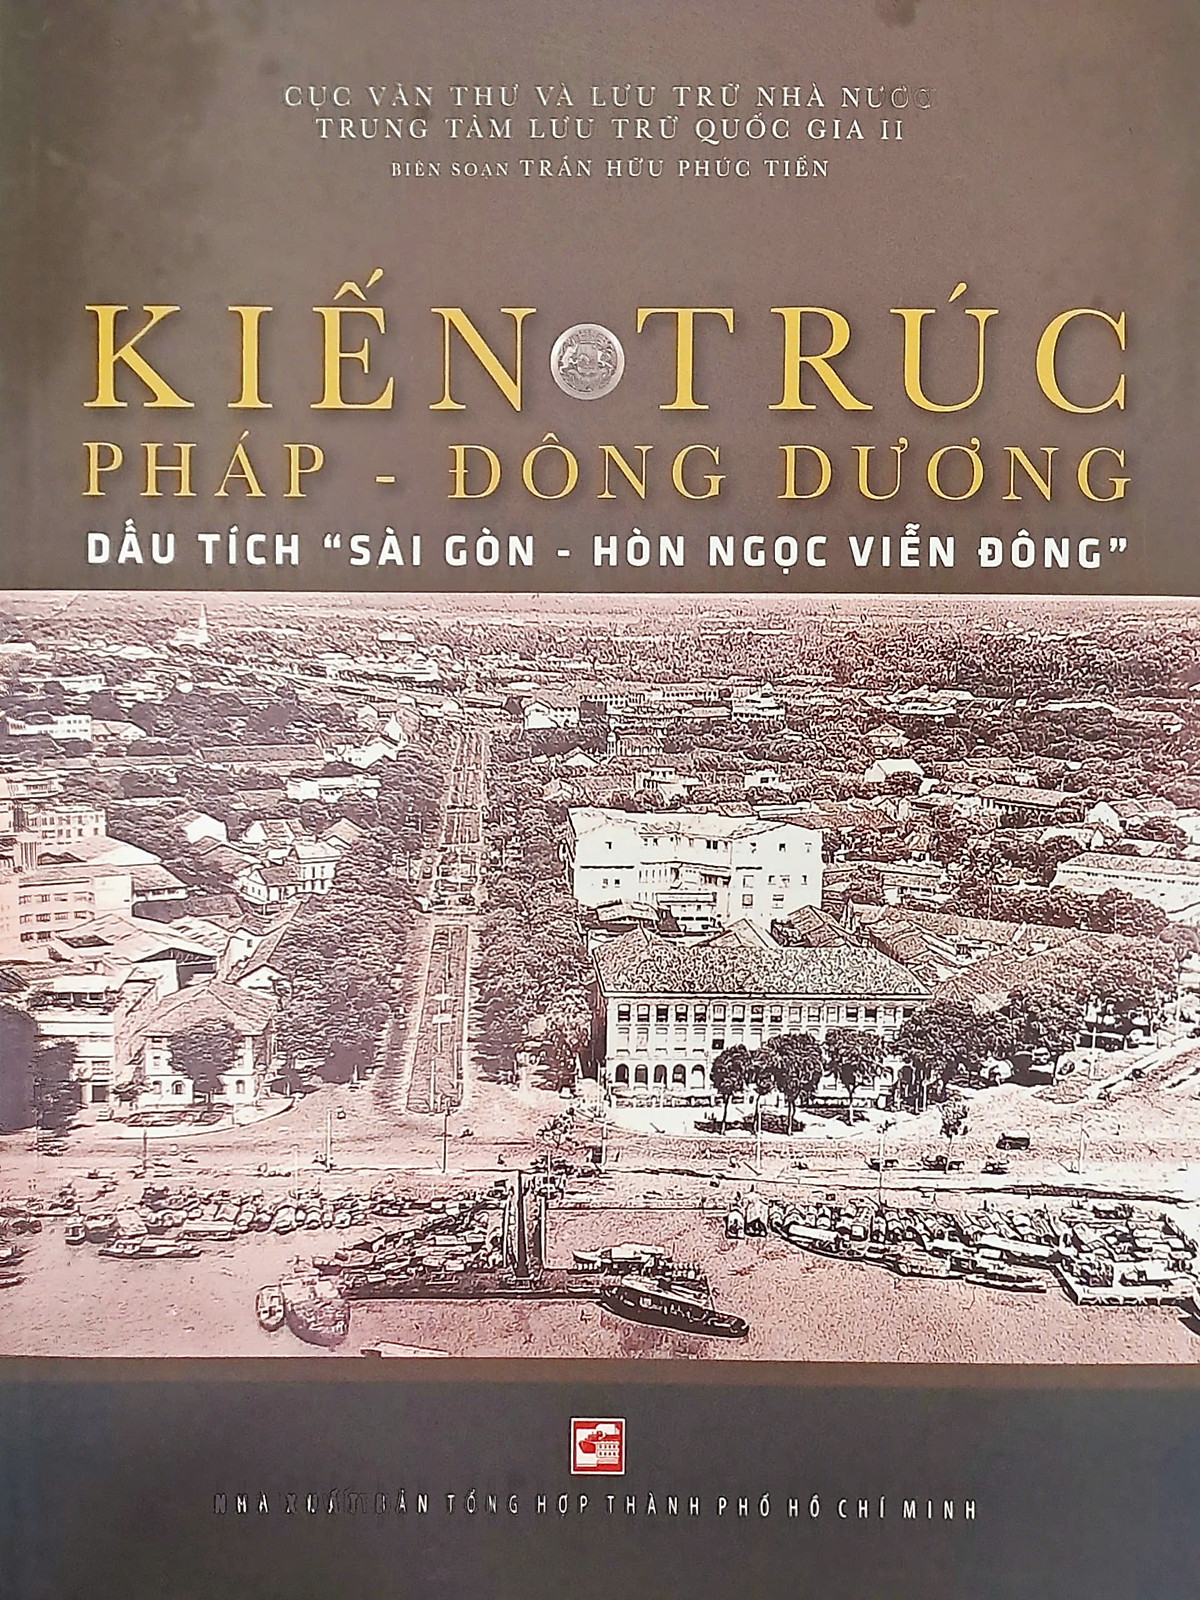 CỤC VĂN THƯ VÀ LƯU TRỮ NHÀ NƯỚC
TRUNG TÂM LƯU TRỮ QUỐC GIA II
BIÊN SOẠN TRẦN HỮU PHÚC TIẾN
KIẾN TRÚC
PHÁP - ĐÔNG DƯƠNG
DẤU TÍCH “SÀI GÒN - HÒN NGỌC VIỄN ĐÔNG”
NHÀ XUẤT BẢN TỔNG HỢP THÀNH PHỐ HỒ CHÍ MINH